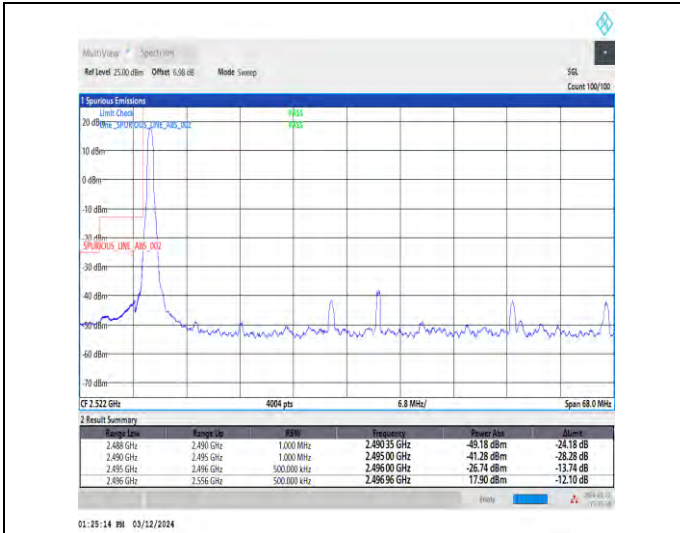 MultiView Spectrum
Ref Level 25.00 dBm Offset 6.98 dB Mode Sweep SGL
Count 100/100
1 Spurious Emissions
Limit Check PASS
20 dBm Line _SPURIOUS_LINE_ABS_002 PASS
10 dBm
0 dBm
-10 dBm
-20 dBm
SPURIOUS_LINE_ABS_002
-30 dBm
-40 dBm
-50 dBm
-60 dBm
-70 dBm
CF 2.522 GHz 4004 pts 6.8 MHz/ Span 68.0 MHz
2 Result Summary
Range Low Range Up RBW Frequency Power Abs ΔLimit
2.488 GHz 2.490 GHz 1.000 MHz 2.490 35 GHz -49.18 dBm -24.18 dB
2.490 GHz 2.495 GHz 1.000 MHz 2.495 00 GHz -41.28 dBm -28.28 dB
2.495 GHz 2.496 GHz 500.000 kHz 2.496 00 GHz -26.74 dBm -13.74 dB
2.496 GHz 2.556 GHz 500.000 kHz 2.496 96 GHz 17.90 dBm -12.10 dB
01:25:14 PM 03/12/2024